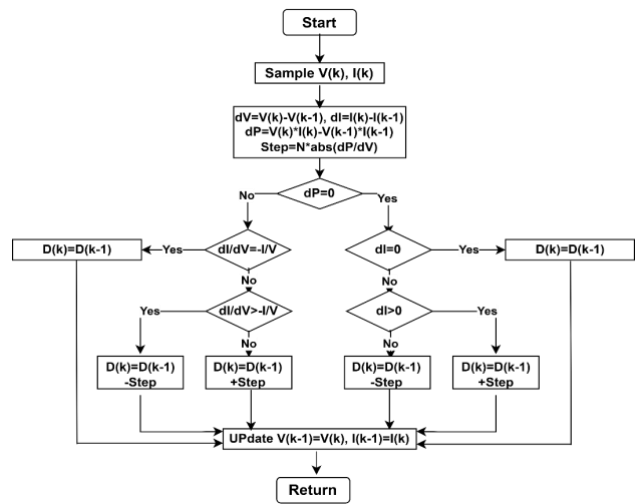 Start
Sample V(k), I(k)
dV=V(k)-V(k-1), dI=I(k)-I(k-1)
dP=V(k)*I(k)-V(k-1)*I(k-1)
Step=N*abs(dP/dV)
dP=0
No
Yes
D(k)=D(k-1)
Yes
dI/dV=-I/V
dI=0
Yes
D(k)=D(k-1)
No
No
Yes
dI/dV>-I/V
dI>0
Yes
No
No
D(k)=D(k-1)
-Step
D(k)=D(k-1)
+Step
D(k)=D(k-1)
-Step
D(k)=D(k-1)
+Step
UPdate V(k-1)=V(k), I(k-1)=I(k)
Return